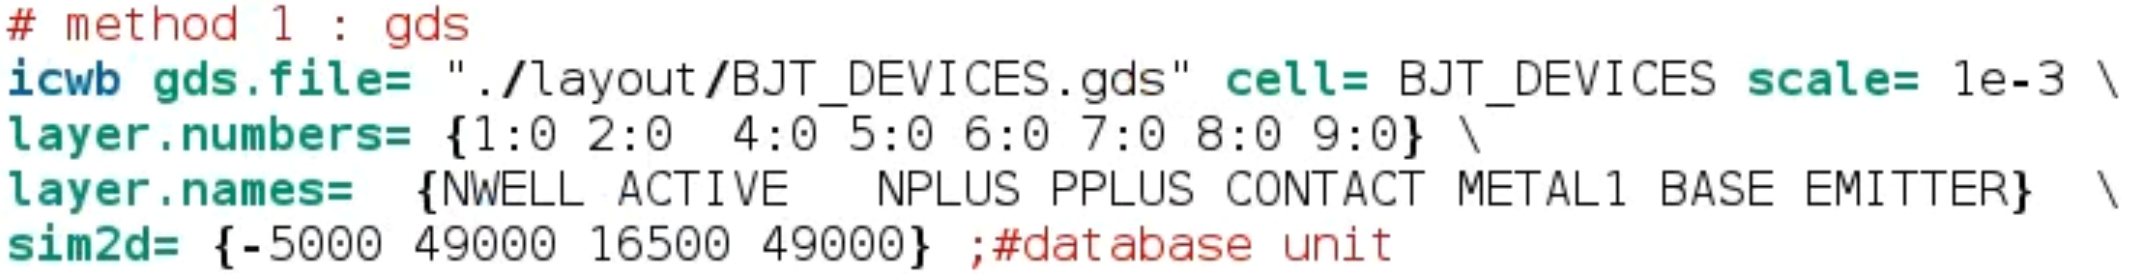 # method 1 : gds
icwb gds.file= "./layout/BJT_DEVICES.gds" cell= BJT_DEVICES scale= 1e-3 \
layer.numbers= {1:0 2:0  4:0 5:0 6:0 7:0 8:0 9:0} \
layer.names=  {NWELL ACTIVE   NPLUS PPLUS CONTACT METAL1 BASE EMITTER}  \
sim2d= {-5000 49000 16500 49000} ;#database unit